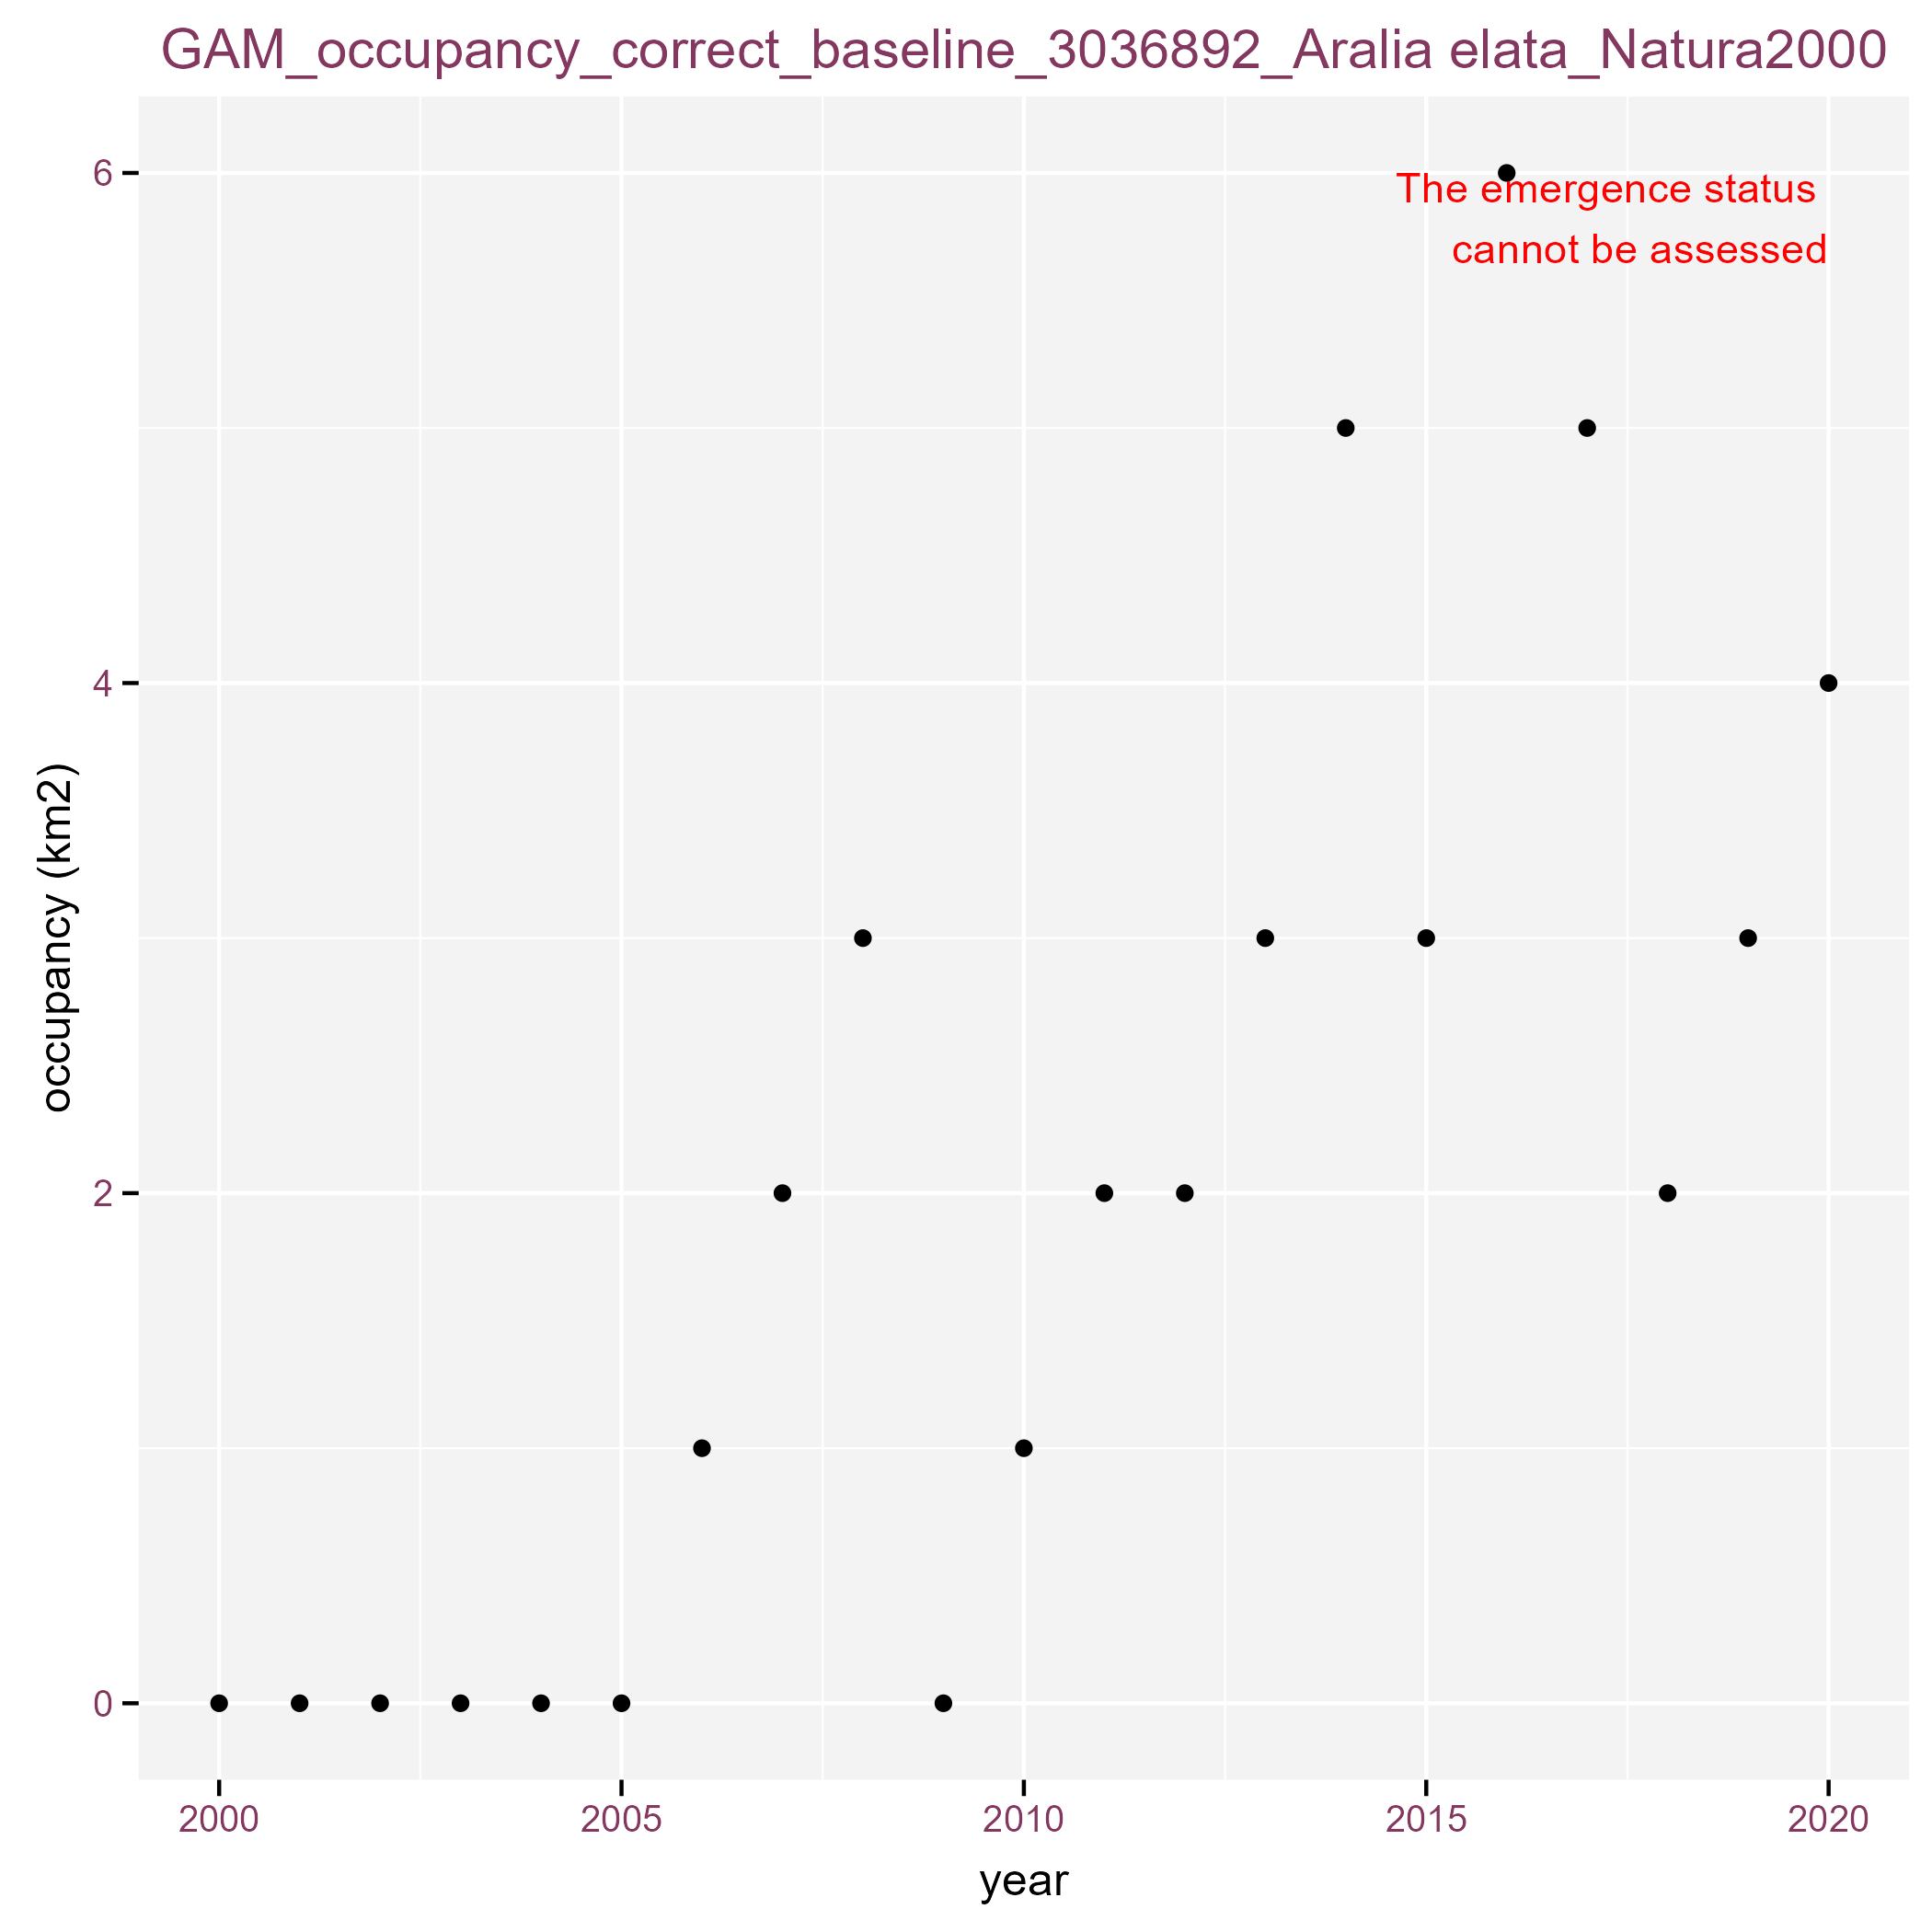 GAM_occupancy_correct_baseline_3036892_Aralia elata_Natura2000
6
The emergence status
cannot be assessed
4
occupancy (km2)
2
0
2000 2005 2010 2015 2020
year